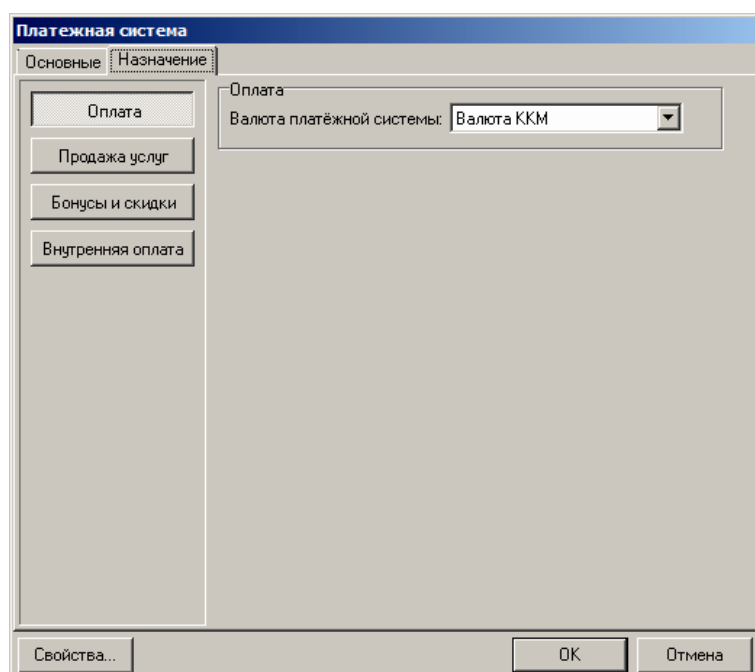 Платежная система
Основные Назначение
Оплата
Продажа услуг
Бонусы и скидки
Внутренняя оплата
Оплата
Валюта платёжной системы: Валюта ККМ
Свойства... OK Отмена